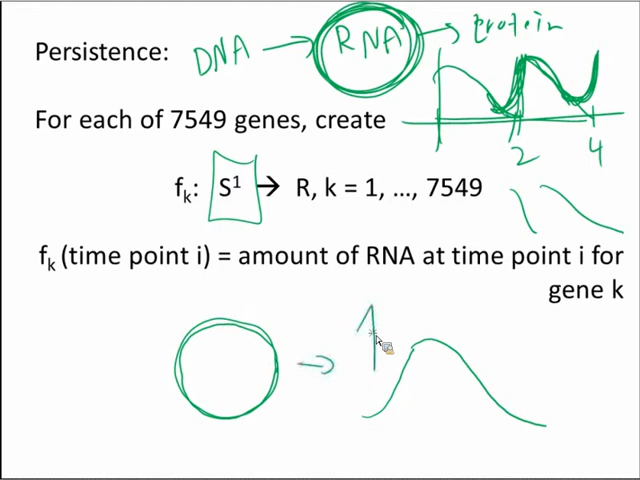 Persistence: DNA → RNA → protein
For each of 7549 genes, create
2 4
fₖ: S¹ → R, k = 1, …, 7549
fₖ (time point i) = amount of RNA at time point i for
gene k